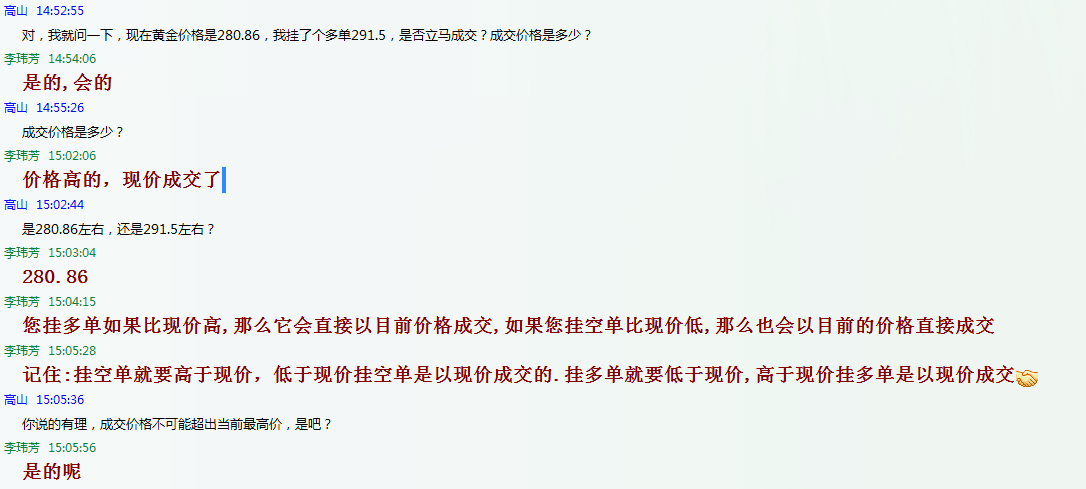 高山 14:52:55
对，我就问一下，现在黄金价格是280.86，我挂了个多单291.5，是否立马成交？成交价格是多少？
李玮芳 14:54:06
是的,会的
高山 14:55:26
成交价格是多少？
李玮芳 15:02:06
价格高的，现价成交了
高山 15:02:44
是280.86左右，还是291.5左右？
李玮芳 15:03:04
280.86
李玮芳 15:04:15
您挂多单如果比现价高,那么它会直接以目前价格成交,如果您挂空单比现价低,那么也会以目前的价格直接成交
李玮芳 15:05:28
记住:挂空单就要高于现价，低于现价挂空单是以现价成交的.挂多单就要低于现价,高于现价挂多单是以现价成交
高山 15:05:36
你说的有理，成交价格不可能超出当前最高价，是吧？
李玮芳 15:05:56
是的呢